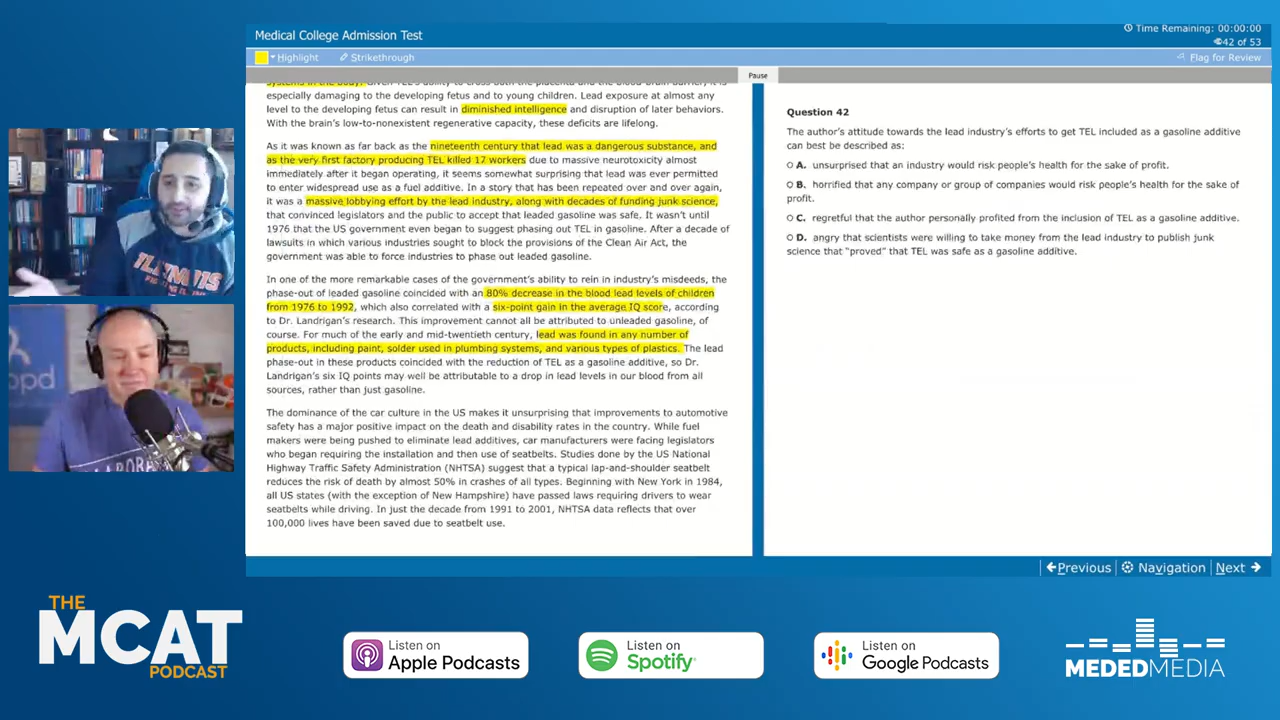 Medical College Admission Test
Time Remaining: 00:00:00
42 of 53
Highlight
Strikethrough
Flag for Review
Pause
especially damaging to the developing fetus and to young children. Lead exposure at almost any
level to the developing fetus can result in diminished intelligence and disruption of later behaviors.
With the brain's low-to-nonexistent regenerative capacity, these deficits are lifelong.
As it was known as far back as the nineteenth century that lead was a dangerous substance, and
as the very first factory producing TEL killed 17 workers due to massive neurotoxicity almost
immediately after it began operating, it seems somewhat surprising that lead was ever permitted
to enter widespread use as a fuel additive. In a story that has been repeated over and over again,
it was a massive lobbying effort by the lead industry, along with decades of funding junk science,
that convinced legislators and the public to accept that leaded gasoline was safe. It wasn't until
1976 that the US government even began to suggest phasing out TEL in gasoline. After a decade of
lawsuits in which various industries sought to block the provisions of the Clean Air Act, the
government was able to force industries to phase out leaded gasoline.
In one of the more remarkable cases of the government's ability to rein in industry's misdeeds, the
phase-out of leaded gasoline coincided with an 80% decrease in the blood lead levels of children
from 1976 to 1992, which also correlated with a six-point gain in the average IQ score, according
to Dr. Landrigan's research. This improvement cannot all be attributed to unleaded gasoline, of
course. For much of the early and mid-twentieth century, lead was found in any number of
products, including paint, solder used in plumbing systems, and various types of plastics. The lead
phase-out in these products coincided with the reduction of TEL as a gasoline additive, so Dr.
Landrigan's six IQ points may well be attributable to a drop in lead levels in our blood from all
sources, rather than just gasoline.
The dominance of the car culture in the US makes it unsurprising that improvements to automotive
safety has a major positive impact on the death and disability rates in the country. While fuel
makers were being pushed to eliminate lead additives, car manufacturers were facing legislators
who began requiring the installation and then use of seatbelts. Studies done by the US National
Highway Traffic Safety Administration (NHTSA) suggest that a typical lap-and-shoulder seatbelt
reduces the risk of death by almost 50% in crashes of all types. Beginning with New York in 1984,
all US states (with the exception of New Hampshire) have passed laws requiring drivers to wear
seatbelts while driving. In just the decade from 1991 to 2001, NHTSA data reflects that over
100,000 lives have been saved due to seatbelt use.
Question 42
The author's attitude towards the lead industry's efforts to get TEL included as a gasoline additive
can best be described as:
A. unsurprised that an industry would risk people's health for the sake of profit.
B. horrified that any company or group of companies would risk people's health for the sake of
profit.
C. regretful that the author personally profited from the inclusion of TEL as a gasoline additive.
D. angry that scientists were willing to take money from the lead industry to publish junk
science that "proved" that TEL was safe as a gasoline additive.
Previous
Navigation
Next
ILLINOIS
THE
MCAT
PODCAST
Listen on
Apple Podcasts
Listen on
Spotify
Listen on
Google Podcasts
MEDEDMEDIA